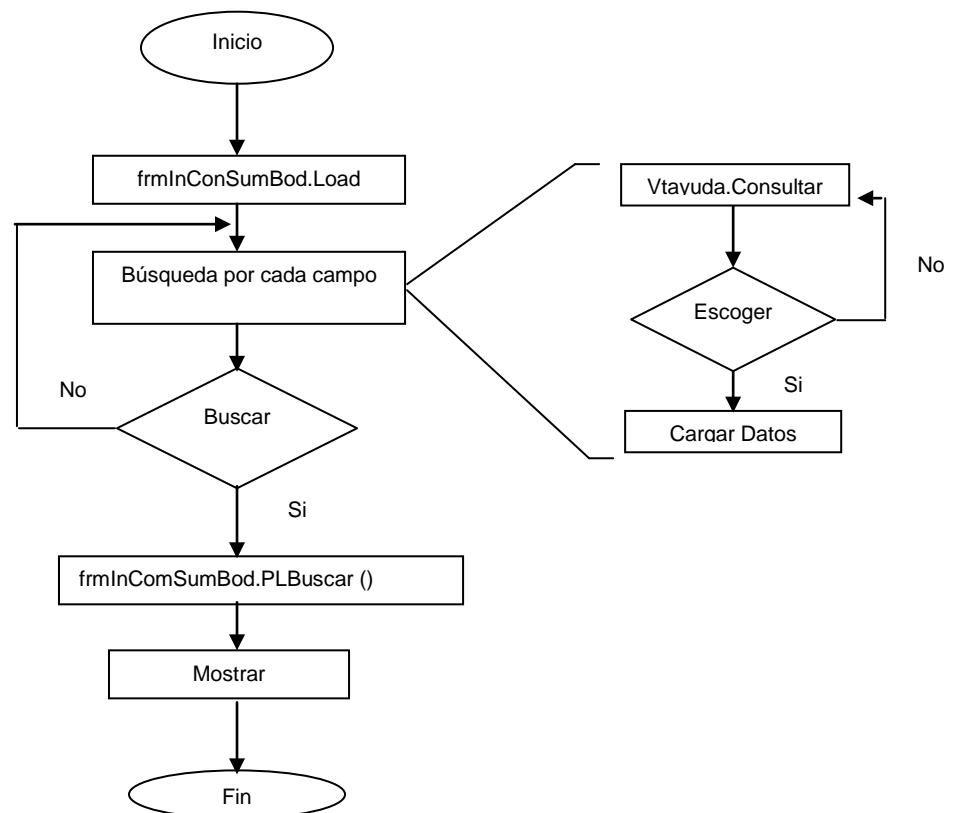 Inicio
frmInConSumBod.Load
Búsqueda por cada campo
No
Buscar
Si
frmInComSumBod.PLBuscar ()
Mostrar
Fin
Vtayuda.Consultar
No
Escoger
Si
Cargar Datos